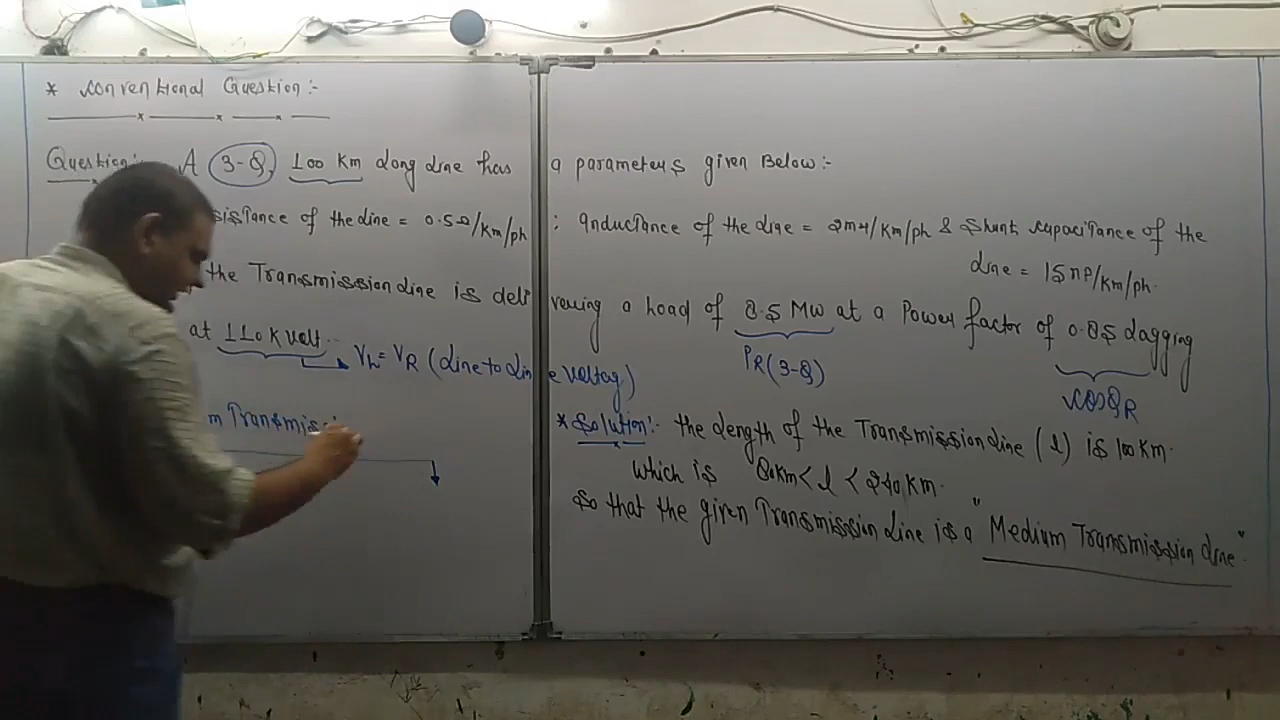 * Conventional Question:-
Question:- A 3-Φ, 100 Km long line has a parameters given Below:-
sistance of the line = 0.5Ω/Km/ph ; Inductance of the line = 2mH/Km/ph & Shunt capacitance of the
line = 15nF/Km/ph.
the Transmission line is delivering a load of 8.5 MW at a Power factor of 0.85 lagging
at 110 K volt.
VL = VR (line to line voltag)
PR(3-Φ)
cosΦR
m Transmis
* Solution:- the length of the Transmission line (l) is 100 Km.
which is 80Km < l < 240 Km.
So that the given Transmission line is a "Medium Transmission line".